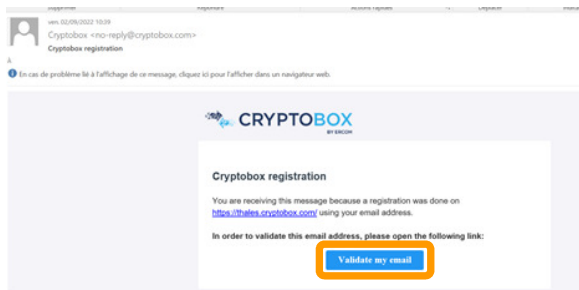 Supprimer Répondre Actions rapides Déplacer
ven. 02/09/2022 10:39
Cryptobox <no-reply@cryptobox.com>
Cryptobox registration
À
En cas de problème lié à l'affichage de ce message, cliquez ici pour l'afficher dans un navigateur web.
CRYPTOBOX
BY ERCOM
Cryptobox registration
You are receiving this message because a registration was done on
https://thales.cryptobox.com/ using your email address.
In order to validate this email address, please open the following link:
Validate my email